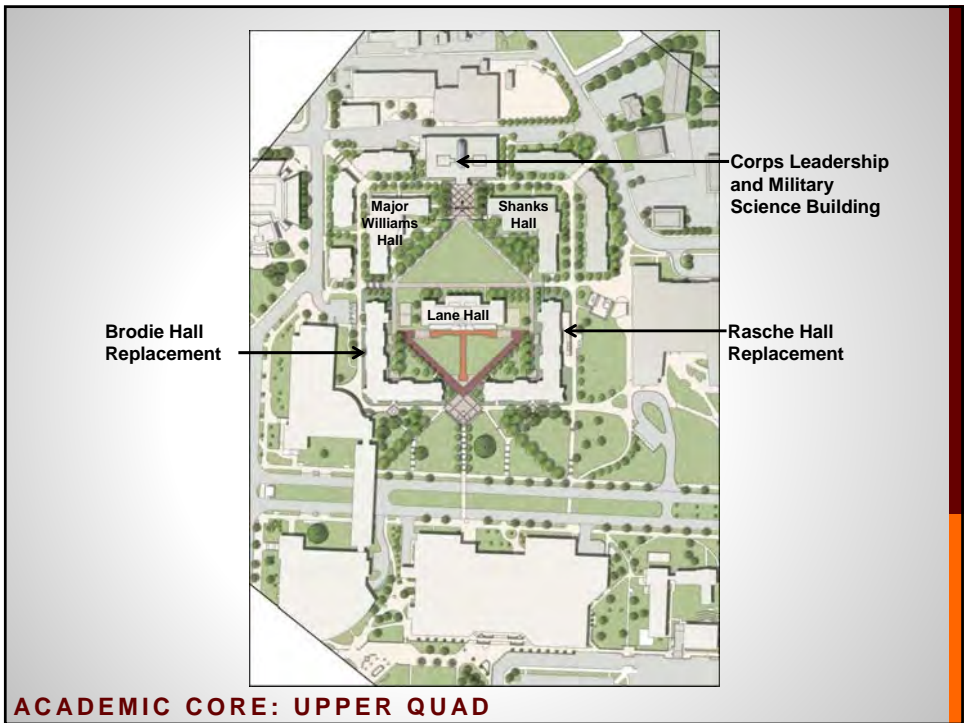 Corps Leadership
and Military
Science Building
Major
Williams
Hall
Shanks
Hall
Lane Hall
Brodie Hall
Replacement
Rasche Hall
Replacement
ACADEMIC CORE: UPPER QUAD